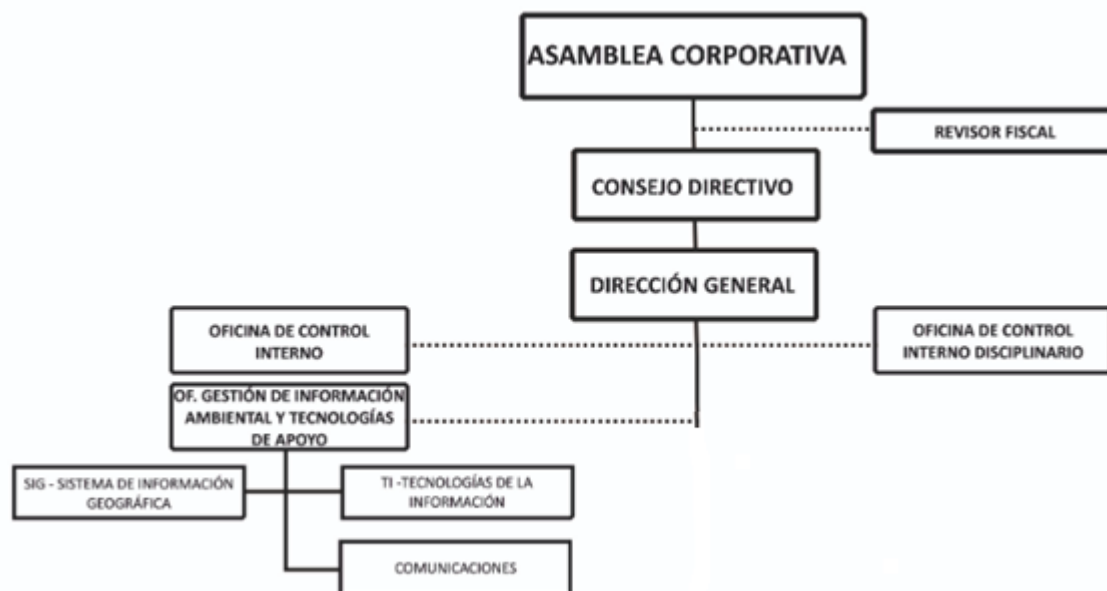 ASAMBLEA CORPORATIVA
REVISOR FISCAL
CONSEJO DIRECTIVO
DIRECCIÓN GENERAL
OFICINA DE CONTROL
INTERNO
OFICINA DE CONTROL
INTERNO DISCIPLINARIO
OF. GESTIÓN DE INFORMACIÓN
AMBIENTAL Y TECNOLOGÍAS
DE APOYO
SIG - SISTEMA DE INFORMACIÓN
GEOGRÁFICA
TI -TECNOLOGÍAS DE LA
INFORMACIÓN
COMUNICACIONES